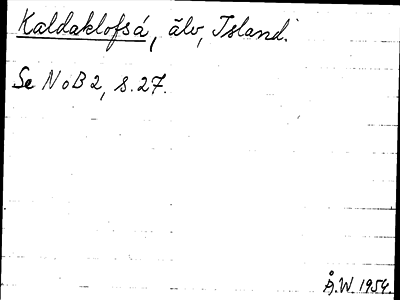 Kaldaklofsá, älv, Island.
Se NoB 2, s. 27.
Å.W. 1954.